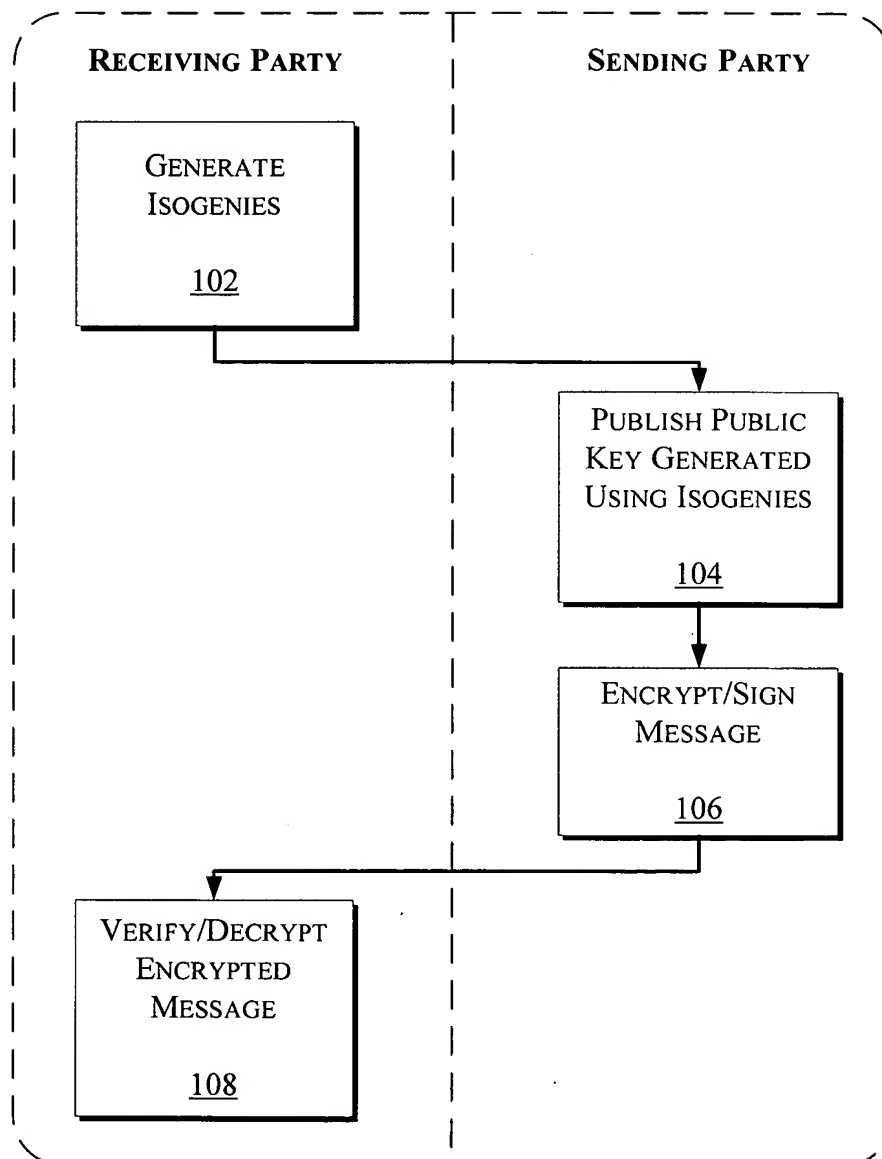 RECEIVING PARTY
SENDING PARTY
GENERATE
ISOGENIES
102
PUBLISH PUBLIC
KEY GENERATED
USING ISOGENIES
104
ENCRYPT/SIGN
MESSAGE
106
VERIFY/DECRYPT
ENCRYPTED
MESSAGE
108